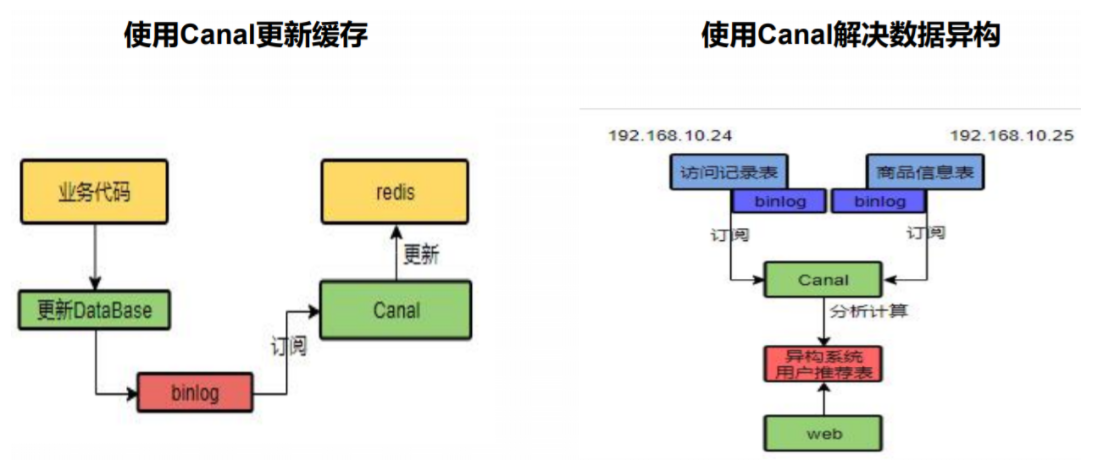 使用Canal更新缓存
业务代码
redis
更新
更新DataBase
Canal
订阅
binlog
使用Canal解决数据异构
192.168.10.24
192.168.10.25
访问记录表
商品信息表
binlog
binlog
订阅
订阅
Canal
分析计算
异构系统
用户推荐表
web